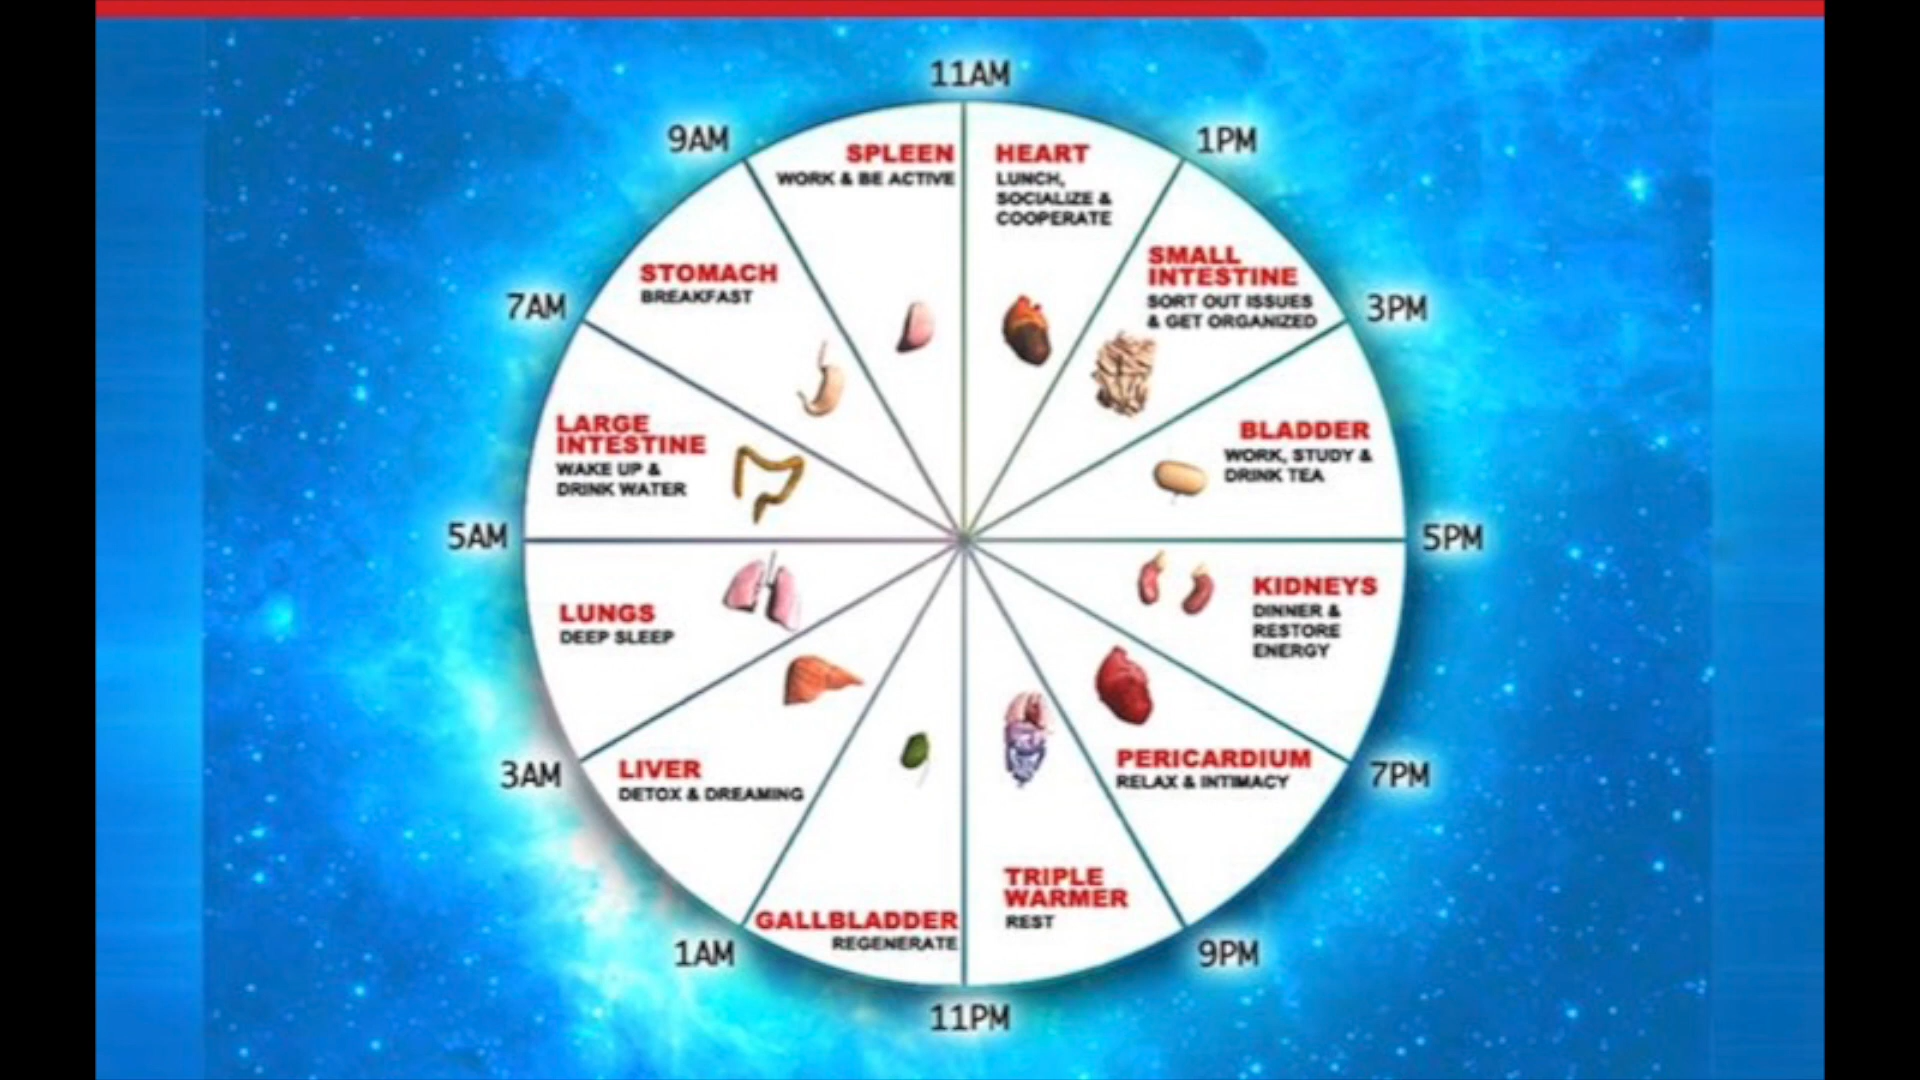 11AM
9AM
1PM
SPLEEN
WORK & BE ACTIVE
HEART
LUNCH,
SOCIALIZE &
COOPERATE
STOMACH
BREAKFAST
SMALL
INTESTINE
SORT OUT ISSUES
& GET ORGANIZED
7AM
3PM
LARGE
INTESTINE
WAKE UP &
DRINK WATER
BLADDER
WORK, STUDY &
DRINK TEA
5AM
5PM
LUNGS
DEEP SLEEP
KIDNEYS
DINNER &
RESTORE
ENERGY
3AM
7PM
LIVER
DETOX & DREAMING
PERICARDIUM
RELAX & INTIMACY
GALLBLADDER
REGENERATE
TRIPLE
WARMER
REST
1AM
9PM
11PM